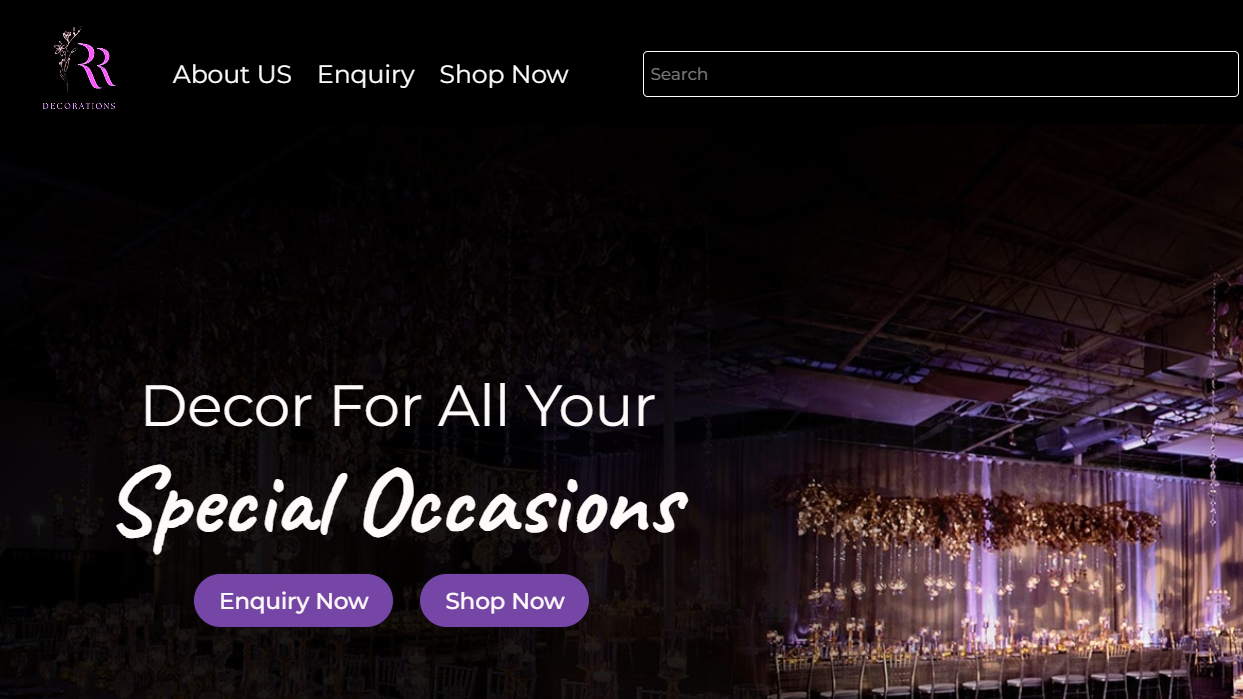 RR
DECORATIONS
About US Enquiry Shop Now
Search
Decor For All Your
Special Occasions
Enquiry Now Shop Now